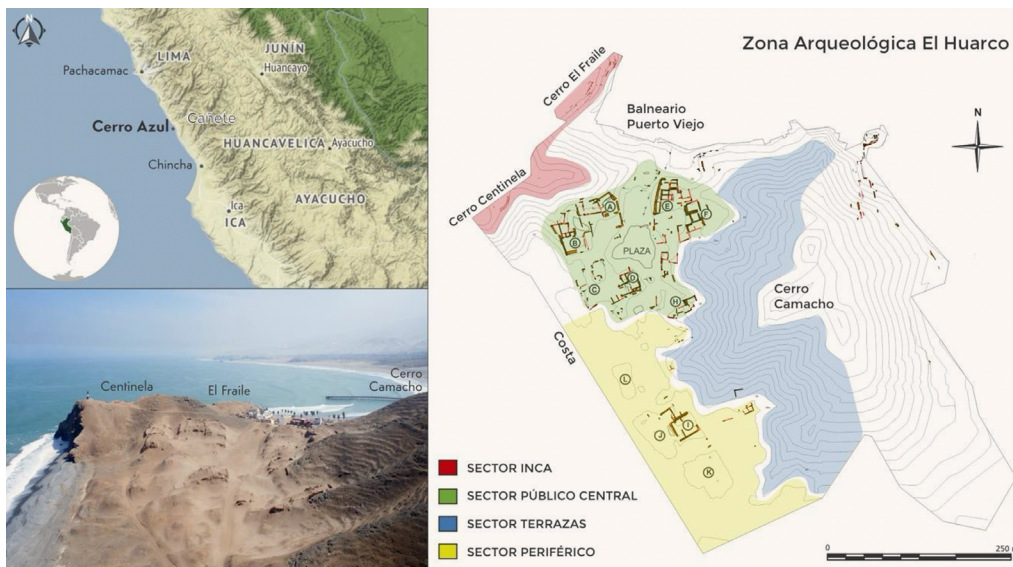 N
LIMA
JUNÍN
Pachacamac
Huancayo
Cerro Azul
Cañete
HUANCAVELICA
Ayacucho
Chincha
AYACUCHO
Ica
ICA
Centinela
El Fraile
Cerro
Camacho
Zona Arqueológica El Huarco
Cerro El Fraile
Balneario
Puerto Viejo
N
Cerro Centinela
A
E
F
B
PLAZA
D
C
H
Cerro
Camacho
Costa
L
J
I
K
SECTOR INCA
SECTOR PÚBLICO CENTRAL
SECTOR TERRAZAS
SECTOR PERIFÉRICO
0
250